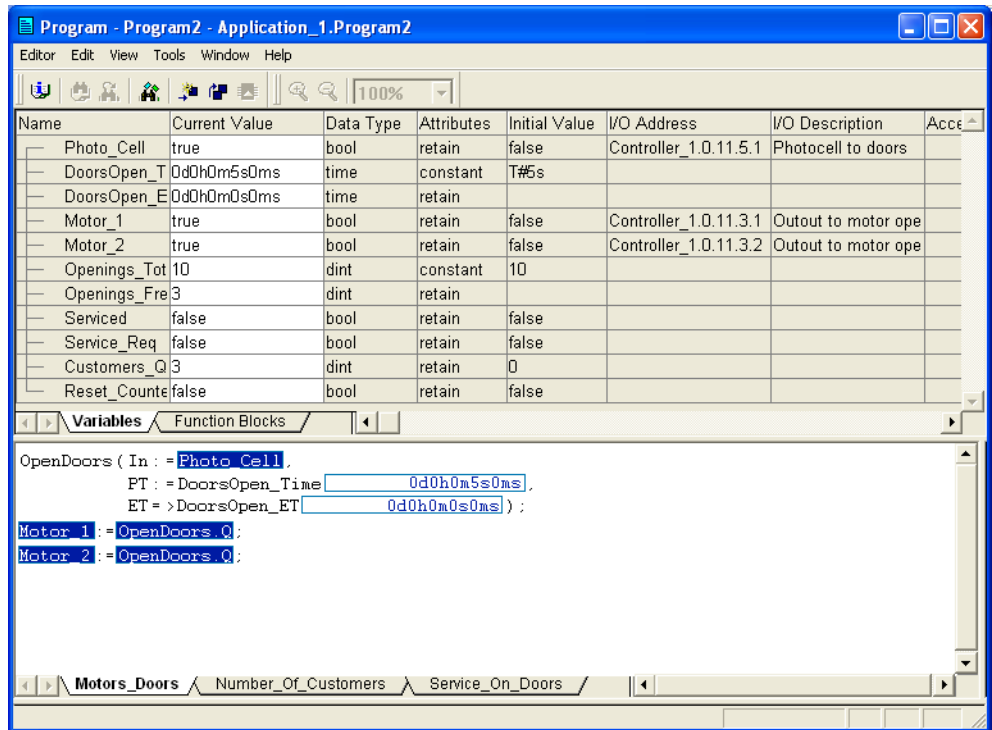 Program - Program2 - Application_1.Program2
Editor Edit View Tools Window Help
100%
Name Current Value Data Type Attributes Initial Value I/O Address I/O Description Acce
Photo_Cell true bool retain false Controller_1.0.11.5.1 Photocell to doors
DoorsOpen_T 0d0h0m5s0ms time constant T#5s
DoorsOpen_E 0d0h0m0s0ms time retain
Motor_1 true bool retain false Controller_1.0.11.3.1 Outout to motor ope
Motor_2 true bool retain false Controller_1.0.11.3.2 Outout to motor ope
Openings_Tot 10 dint constant 10
Openings_Fre 3 dint retain
Serviced false bool retain false
Service_Req false bool retain false
Customers_Q 3 dint retain 0
Reset_Counte false bool retain false
Variables Function Blocks
OpenDoors(In:=Photo_Cell,
PT:=DoorsOpen_Time 0d0h0m5s0ms,
ET=>DoorsOpen_ET 0d0h0m0s0ms);
Motor_1:=OpenDoors.Q;
Motor_2:=OpenDoors.Q;
Motors_Doors Number_Of_Customers Service_On_Doors